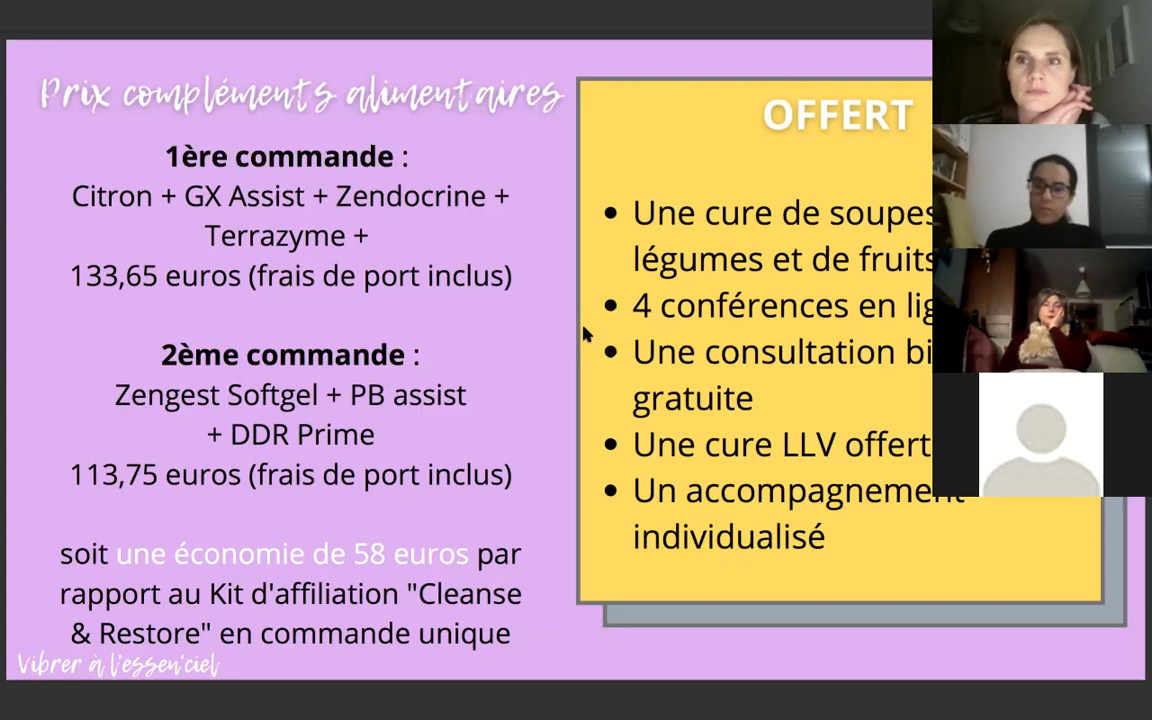 Prix compléments alimentaires
1ère commande :
Citron + GX Assist + Zendocrine +
Terrazyme +
133,65 euros (frais de port inclus)
2ème commande :
Zengest Softgel + PB assist
+ DDR Prime
113,75 euros (frais de port inclus)
soit une économie de 58 euros par
rapport au Kit d'affiliation "Cleanse
& Restore" en commande unique
Vibrer à l'essen'ciel
OFFERT
• Une cure de soupes
légumes et de fruits
• 4 conférences en lig
• Une consultation bi
gratuite
• Une cure LLV offert
• Un accompagnement
individualisé